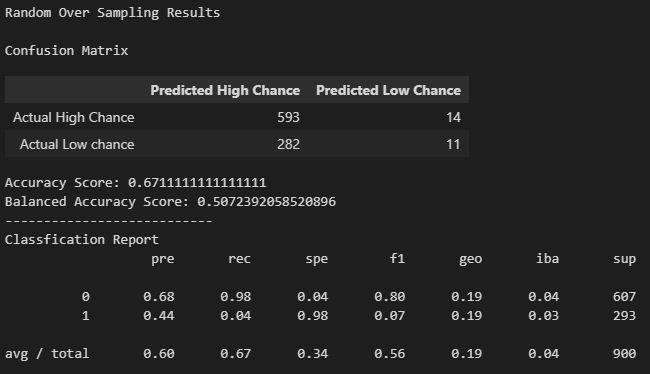 Random Over Sampling Results
Confusion Matrix
Predicted High Chance Predicted Low Chance
Actual High Chance 593 14
Actual Low chance 282 11
Accuracy Score: 0.6711111111111111
Balanced Accuracy Score: 0.5072392058520896
---------------------------
Classfication Report
pre rec spe f1 geo iba sup
0 0.68 0.98 0.04 0.80 0.19 0.04 607
1 0.44 0.04 0.98 0.07 0.19 0.03 293
avg / total 0.60 0.67 0.34 0.56 0.19 0.04 900